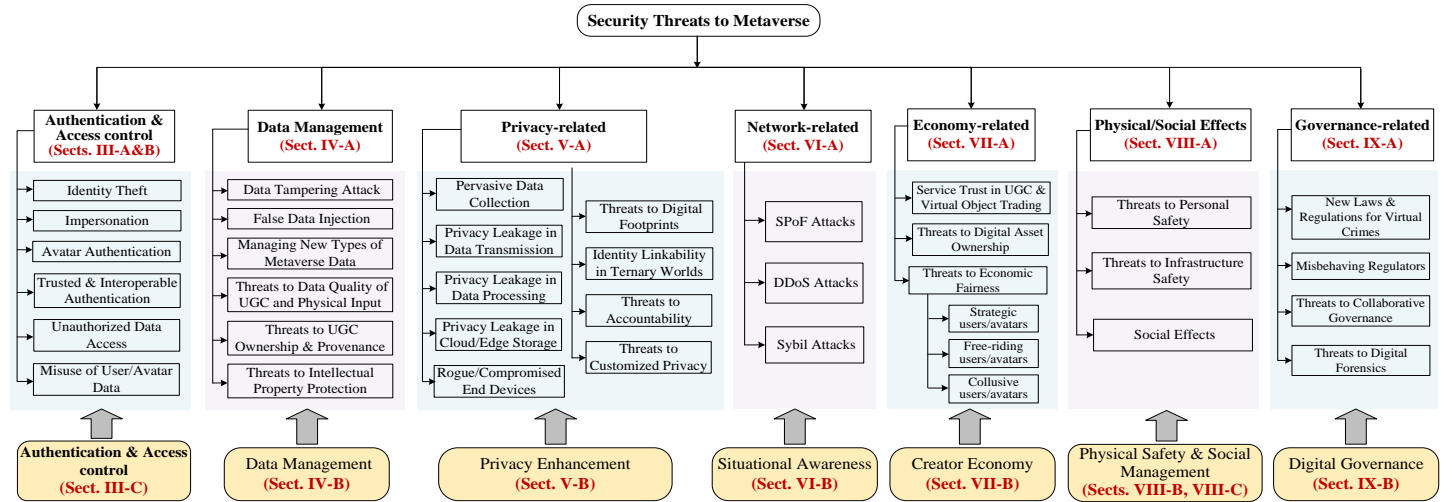 Security Threats to Metaverse
Authentication &
Access control
(Sects. III-A&B)
Identity Theft
Impersonation
Avatar Authentication
Trusted & Interoperable
Authentication
Unauthorized Data
Access
Misuse of User/Avatar
Data
Authentication & Access
control
(Sect. III-C)
Data Management
(Sect. IV-A)
Data Tampering Attack
False Data Injection
Managing New Types of
Metaverse Data
Threats to Data Quality of
UGC and Physical Input
Threats to UGC
Ownership & Provenance
Threats to Intellectual
Property Protection
Data Management
(Sect. IV-B)
Privacy-related
(Sect. V-A)
Pervasive Data
Collection
Privacy Leakage in
Data Transmission
Privacy Leakage in
Data Processing
Privacy Leakage in
Cloud/Edge Storage
Rogue/Compromised
End Devices
Threats to Digital
Footprints
Identity Linkability
in Ternary Worlds
Threats to
Accountability
Threats to
Customized Privacy
Privacy Enhancement
(Sect. V-B)
Network-related
(Sect. VI-A)
SPoF Attacks
DDoS Attacks
Sybil Attacks
Situational Awareness
(Sect. VI-B)
Economy-related
(Sect. VII-A)
Service Trust in UGC &
Virtual Object Trading
Threats to Digital Asset
Ownership
Threats to Economic
Fairness
Strategic
users/avatars
Free-riding
users/avatars
Collusive
users/avatars
Creator Economy
(Sect. VII-B)
Physical/Social Effects
(Sect. VIII-A)
Threats to Personal
Safety
Threats to Infrastructure
Safety
Social Effects
Physical Safety & Social
Management
(Sects. VIII-B, VIII-C)
Governance-related
(Sect. IX-A)
New Laws &
Regulations for Virtual
Crimes
Misbehaving Regulators
Threats to Collaborative
Governance
Threats to Digital
Forensics
Digital Governance
(Sect. IX-B)